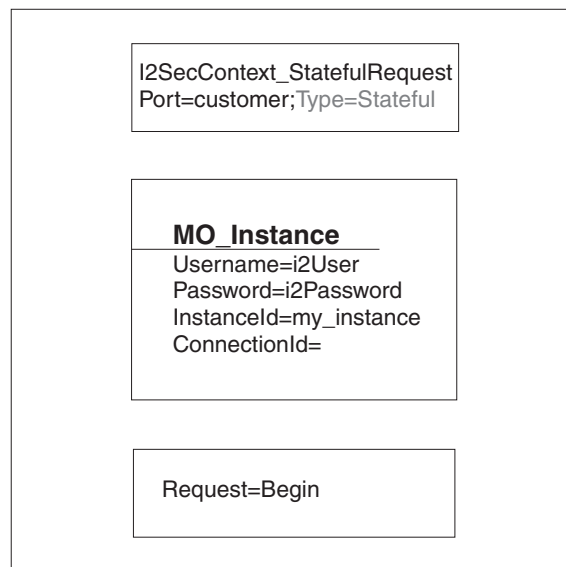 I2SecContext_StatefulRequest
Port=customer;Type=Stateful
MO_Instance
Username=i2User
Password=i2Password
InstanceId=my_instance
ConnectionId=
Request=Begin